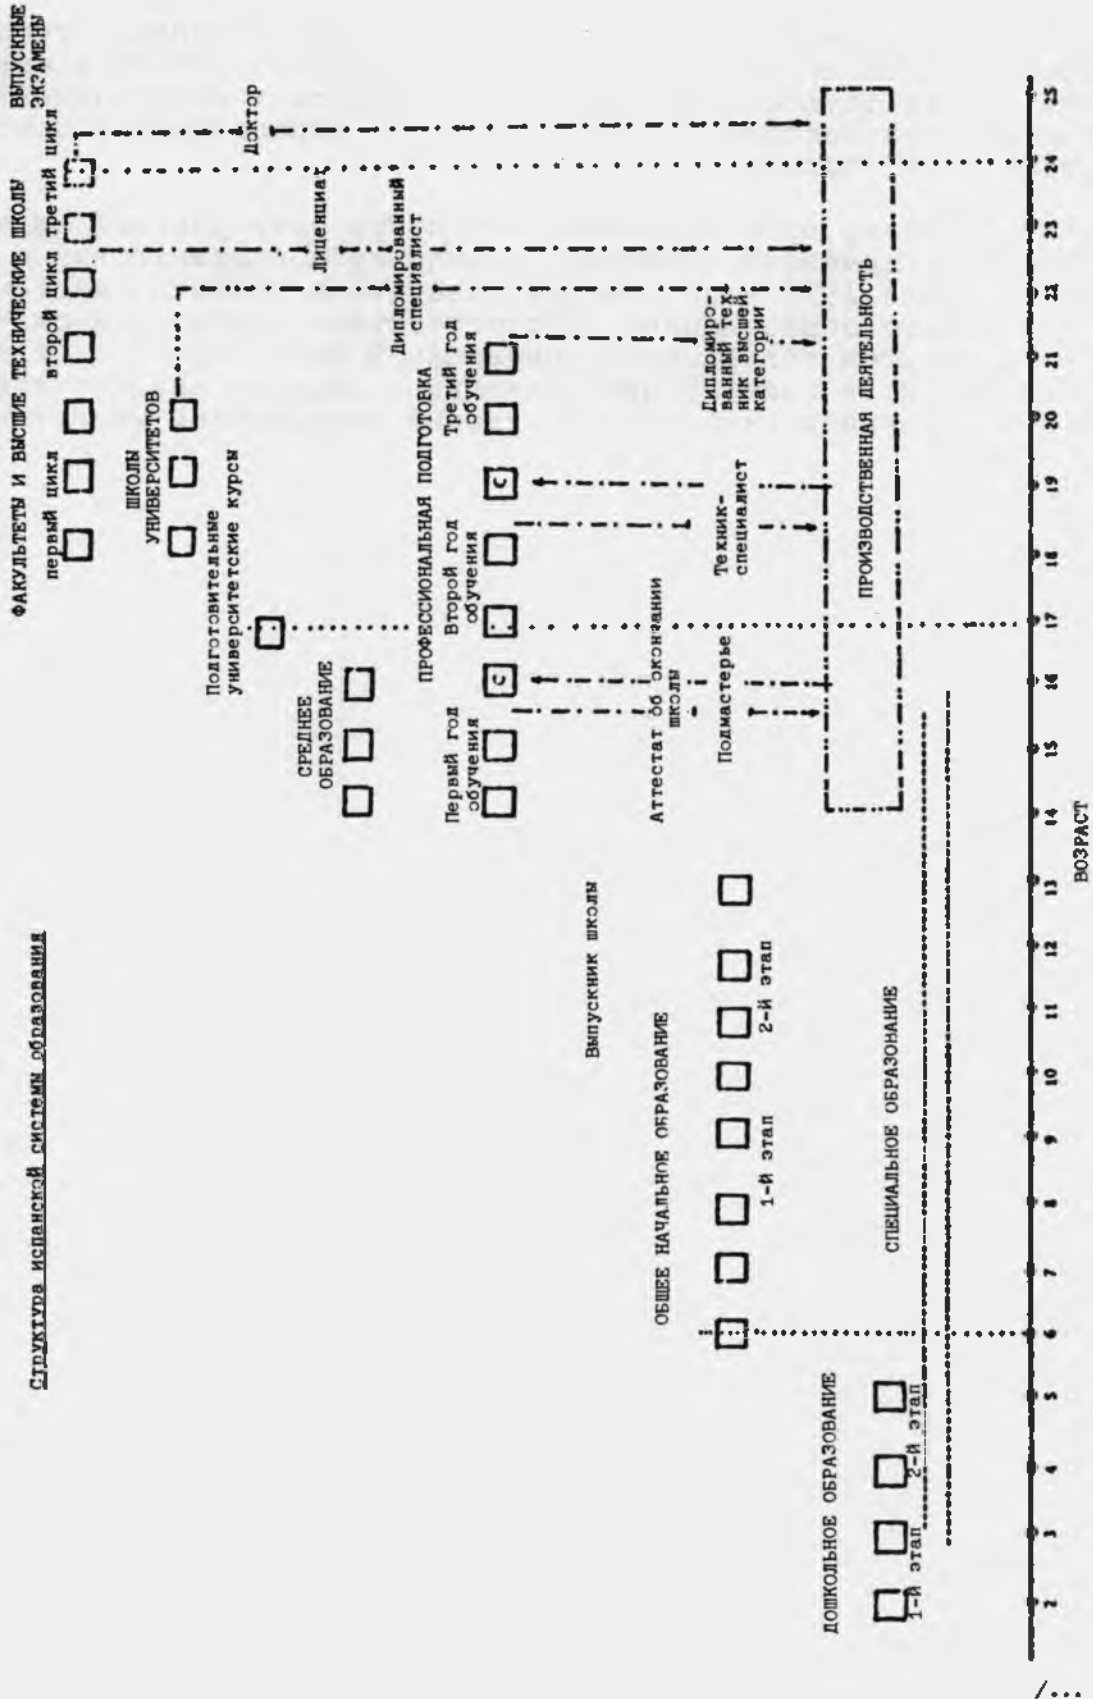 Структура испанской системы образования
ВЫПУСКНЫЕ
ЭКЗАМЕНЫ
ФАКУЛЬТЕТЫ И ВЫСШИЕ ТЕХНИЧЕСКИЕ ШКОЛЫ
первый цикл
второй цикл
третий цикл
ШКОЛЫ
УНИВЕРСИТЕТОВ
Доктор
Подготовительные
университетские курсы
Лиценциат
СРЕДНЕЕ
ОБРАЗОВАНИЕ
Дипломированный
специалист
ПРОФЕССИОНАЛЬНАЯ ПОДГОТОВКА
Первый год
обучения
Второй год
обучения
Третий год
обучения
С
С
Выпускник школы
Аттестат об окончании
школы
ОБЩЕЕ НАЧАЛЬНОЕ ОБРАЗОВАНИЕ
Подмастерье
Техник-
специалист
Дипломиро-
ванный тех
ник высшей
категории
1-й этап
2-й этап
ДОШКОЛЬНОЕ ОБРАЗОВАНИЕ
ПРОИЗВОДСТВЕННАЯ ДЕЯТЕЛЬНОСТЬ
СПЕЦИАЛЬНОЕ ОБРАЗОВАНИЕ
1-й этап
2-й этап
2 3 4 5 6 7 8 9 10 11 12 13 14 15 16 17 18 19 20 21 22 23 24 25
ВОЗРАСТ
/...